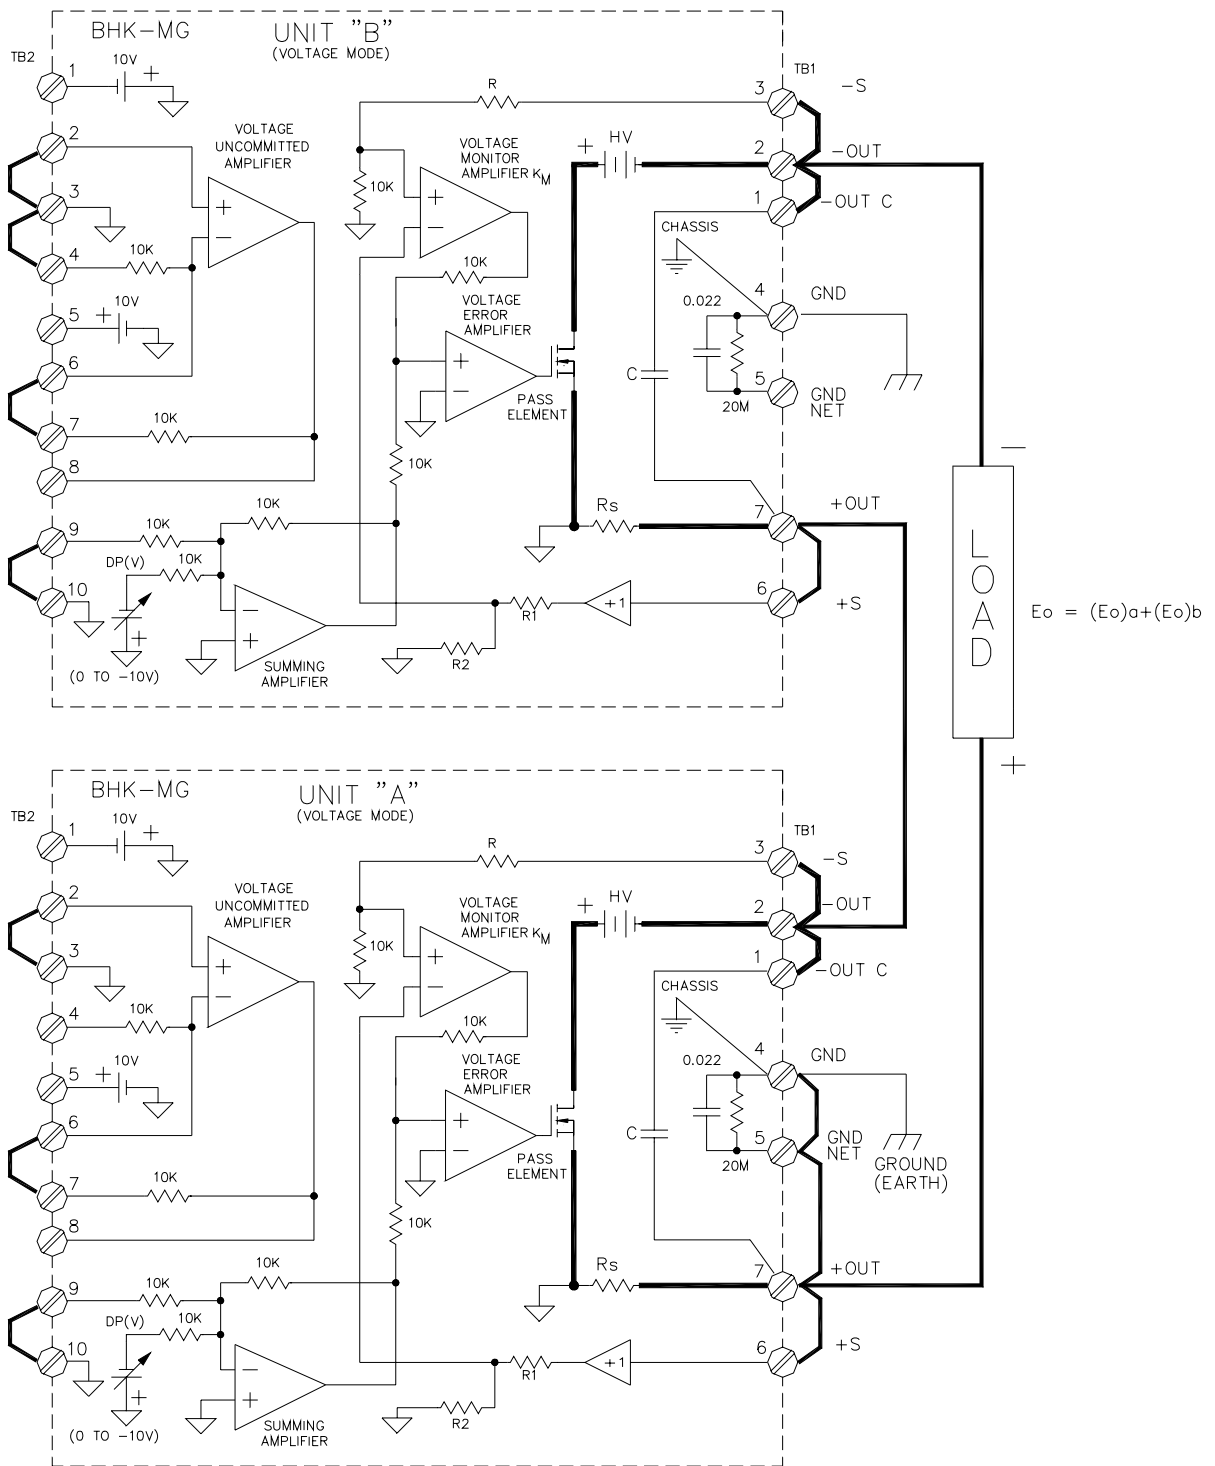 BHK-MG
UNIT "B"
(VOLTAGE MODE)
TB2
1
10V
+
2
VOLTAGE
UNCOMMITTED
AMPLIFIER
+
-
3
4
10K
5
+
10V
6
7
10K
8
9
10K
10K
DP(V)
10K
10
+
(0 TO -10V)
-
+
SUMMING
AMPLIFIER
R
10K
VOLTAGE
MONITOR
AMPLIFIER KM
+
-
10K
VOLTAGE
ERROR
AMPLIFIER
+
-
PASS
ELEMENT
10K
+
HV
TB1
3
-S
2
-OUT
1
-OUT C
CHASSIS
4
GND
0.022
C
5
GND
NET
20M
Rs
7
+OUT
+1
R1
R2
6
+S
-
LOAD
+
Eo = (Eo)a+(Eo)b
BHK-MG
UNIT "A"
(VOLTAGE MODE)
TB2
1
10V
+
2
VOLTAGE
UNCOMMITTED
AMPLIFIER
+
-
3
4
10K
5
+
10V
6
7
10K
8
9
10K
10K
DP(V)
10K
10
+
(0 TO -10V)
-
+
SUMMING
AMPLIFIER
R
10K
VOLTAGE
MONITOR
AMPLIFIER KM
+
-
10K
VOLTAGE
ERROR
AMPLIFIER
+
-
PASS
ELEMENT
10K
+
HV
TB1
3
-S
2
-OUT
1
-OUT C
CHASSIS
4
GND
0.022
C
5
GND
NET
20M
GROUND
(EARTH)
Rs
7
+OUT
+1
R1
R2
6
+S